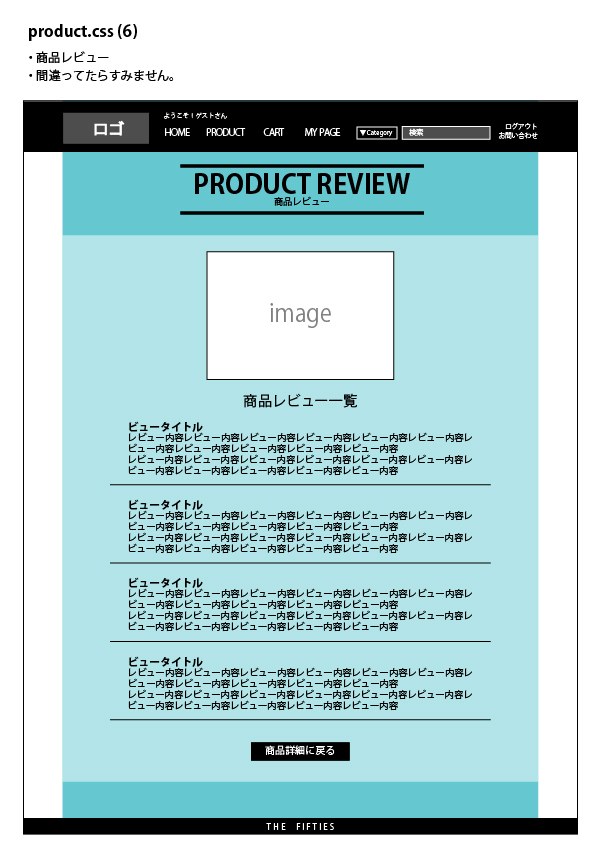 product.css (6)
・商品レビュー
・間違ってたらすみません。
ロゴ
ようこそ！ゲストさん
HOME PRODUCT CART MY PAGE ▼Category 検索
ログアウト
お問い合わせ
PRODUCT REVIEW
商品レビュー
image
商品レビュー一覧
ビュータイトル
レビュー内容レビュー内容レビュー内容レビュー内容レビュー内容レビュー内容レ
ビュー内容レビュー内容レビュー内容レビュー内容レビュー内容
レビュー内容レビュー内容レビュー内容レビュー内容レビュー内容レビュー内容レ
ビュー内容レビュー内容レビュー内容レビュー内容レビュー内容
ビュータイトル
レビュー内容レビュー内容レビュー内容レビュー内容レビュー内容レビュー内容レ
ビュー内容レビュー内容レビュー内容レビュー内容レビュー内容
レビュー内容レビュー内容レビュー内容レビュー内容レビュー内容レビュー内容レ
ビュー内容レビュー内容レビュー内容レビュー内容レビュー内容
ビュータイトル
レビュー内容レビュー内容レビュー内容レビュー内容レビュー内容レビュー内容レ
ビュー内容レビュー内容レビュー内容レビュー内容レビュー内容
レビュー内容レビュー内容レビュー内容レビュー内容レビュー内容レビュー内容レ
ビュー内容レビュー内容レビュー内容レビュー内容レビュー内容
ビュータイトル
レビュー内容レビュー内容レビュー内容レビュー内容レビュー内容レビュー内容レ
ビュー内容レビュー内容レビュー内容レビュー内容レビュー内容
レビュー内容レビュー内容レビュー内容レビュー内容レビュー内容レビュー内容レ
ビュー内容レビュー内容レビュー内容レビュー内容レビュー内容
商品詳細に戻る
THE FIFTIES